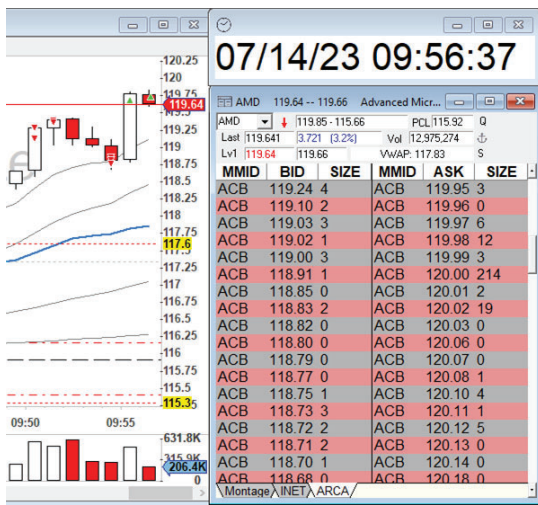 07/14/23 09:56:37
AMD 119.64 -- 119.66 Advanced Micr...
AMD 119.85 - 115.66 PCL 115.92 Q
Last 119.641 3.721 (3.2%) Vol 12,975,274
Lv1 119.64 119.66 VWAP: 117.83 S
MMID BID SIZE MMID ASK SIZE
ACB 119.24 4 ACB 119.95 3
ACB 119.10 2 ACB 119.96 0
ACB 119.03 3 ACB 119.97 6
ACB 119.02 1 ACB 119.98 12
ACB 119.00 3 ACB 119.99 3
ACB 118.91 1 ACB 120.00 214
ACB 118.85 0 ACB 120.01 2
ACB 118.83 2 ACB 120.02 19
ACB 118.82 0 ACB 120.03 0
ACB 118.80 0 ACB 120.06 0
ACB 118.79 0 ACB 120.07 0
ACB 118.77 0 ACB 120.08 1
ACB 118.75 1 ACB 120.10 4
ACB 118.73 3 ACB 120.11 1
ACB 118.72 2 ACB 120.12 5
ACB 118.71 2 ACB 120.13 0
ACB 118.70 1 ACB 120.14 0
ACB 118.68 0 ACB 120.18 0
Montage INET ARCA
120.25
120
119.75
119.64
119.25
119
118.75
118.5
118.25
118
117.6
117.25
117
116.75
116.5
116.25
116
115.75
115.5
115.3
09:50 09:55
631.8K
315.9K
206.4K
0